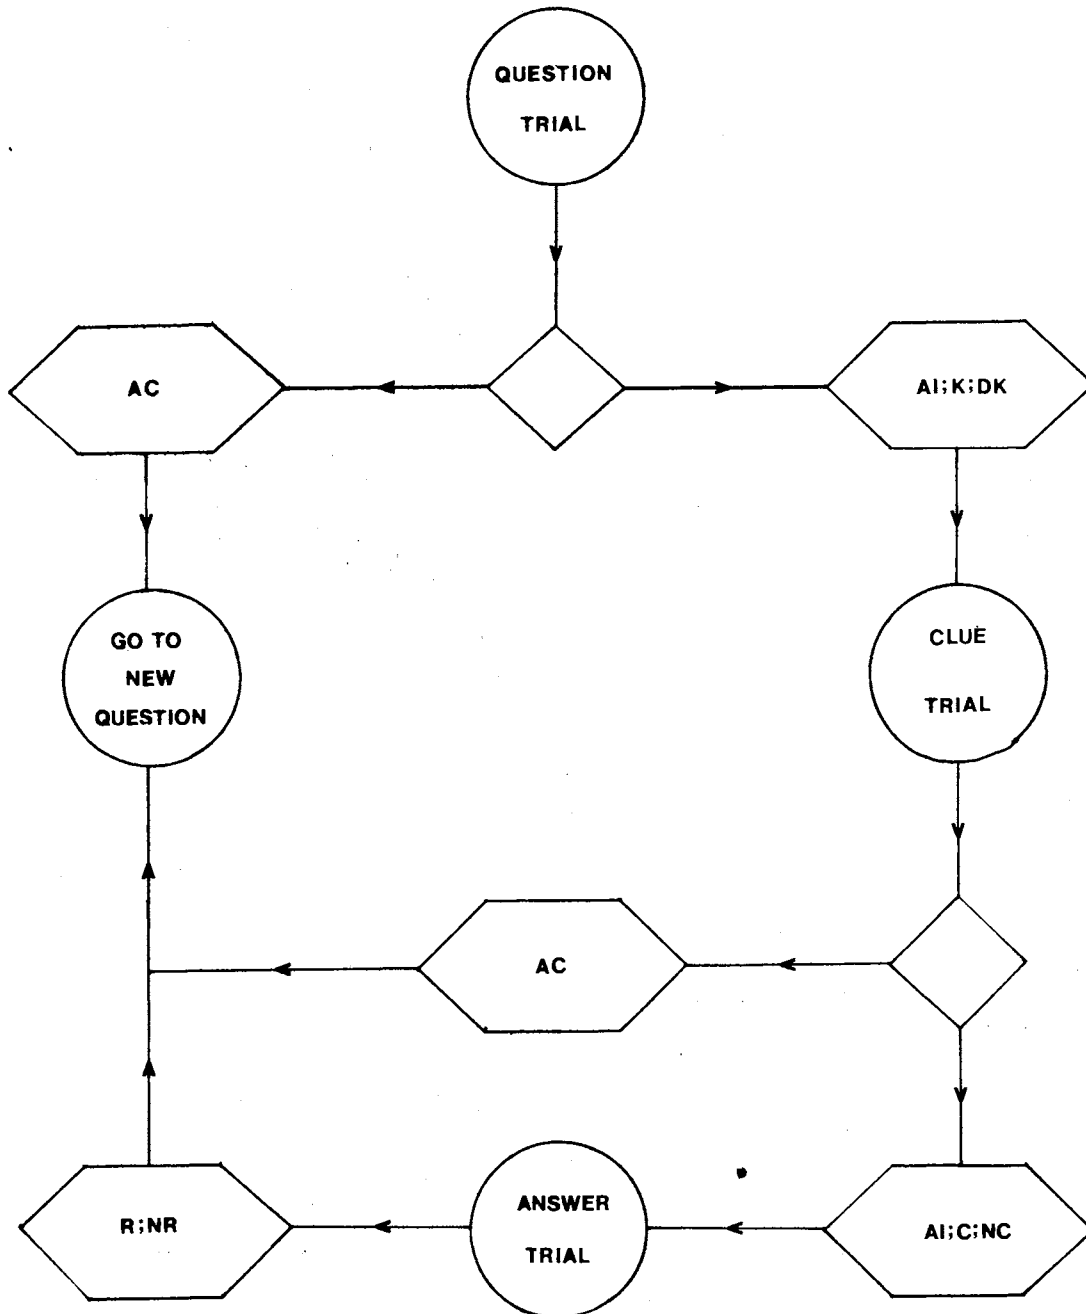 QUESTION
TRIAL
AC
AI;K;DK
GO TO
NEW
QUESTION
CLUE
TRIAL
AC
R;NR
ANSWER
TRIAL
AI;C;NC